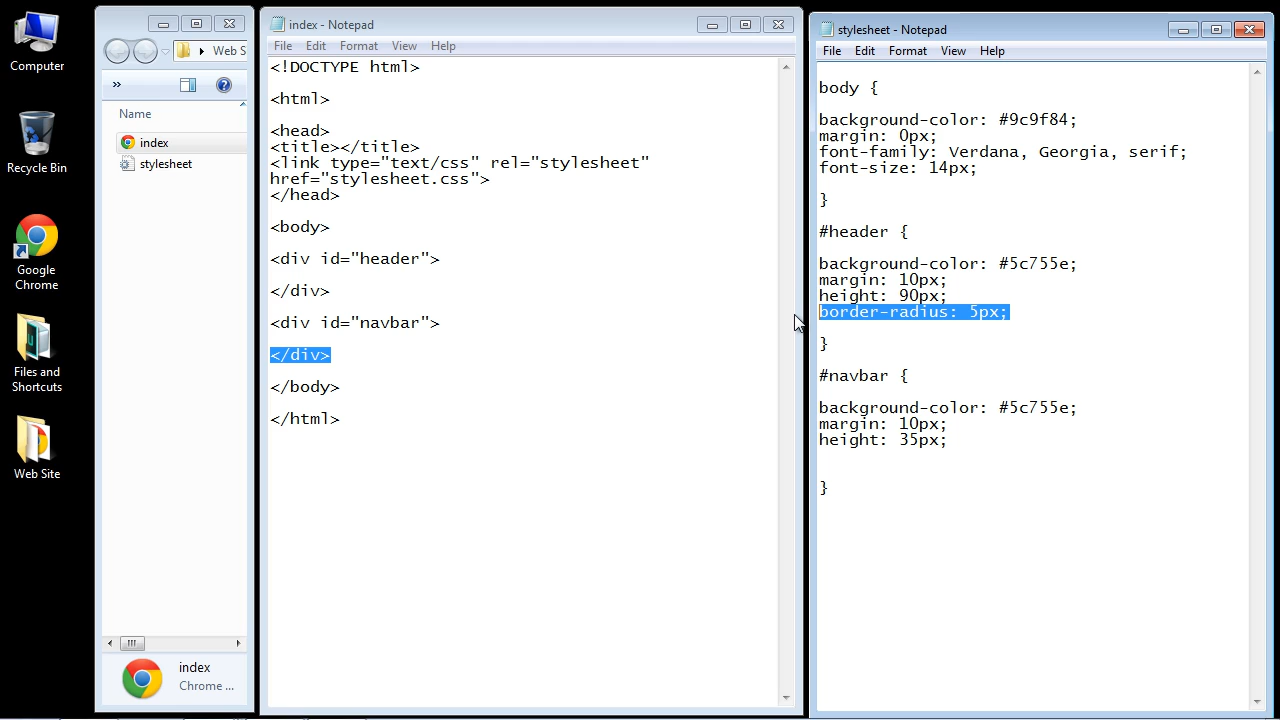 Computer
Recycle Bin
Google
Chrome
Files and
Shortcuts
Web Site
Web S
»
Name
index
stylesheet
index
Chrome ...
index - Notepad
File Edit Format View Help
<!DOCTYPE html>
<html>
<head>
<title></title>
<link type="text/css" rel="stylesheet"
href="stylesheet.css">
</head>
<body>
<div id="header">
</div>
<div id="navbar">
</div>
</body>
</html>
stylesheet - Notepad
File Edit Format View Help
body {
background-color: #9c9f84;
margin: 0px;
font-family: Verdana, Georgia, serif;
font-size: 14px;
}
#header {
background-color: #5c755e;
margin: 10px;
height: 90px;
border-radius: 5px;
}
#navbar {
background-color: #5c755e;
margin: 10px;
height: 35px;
}